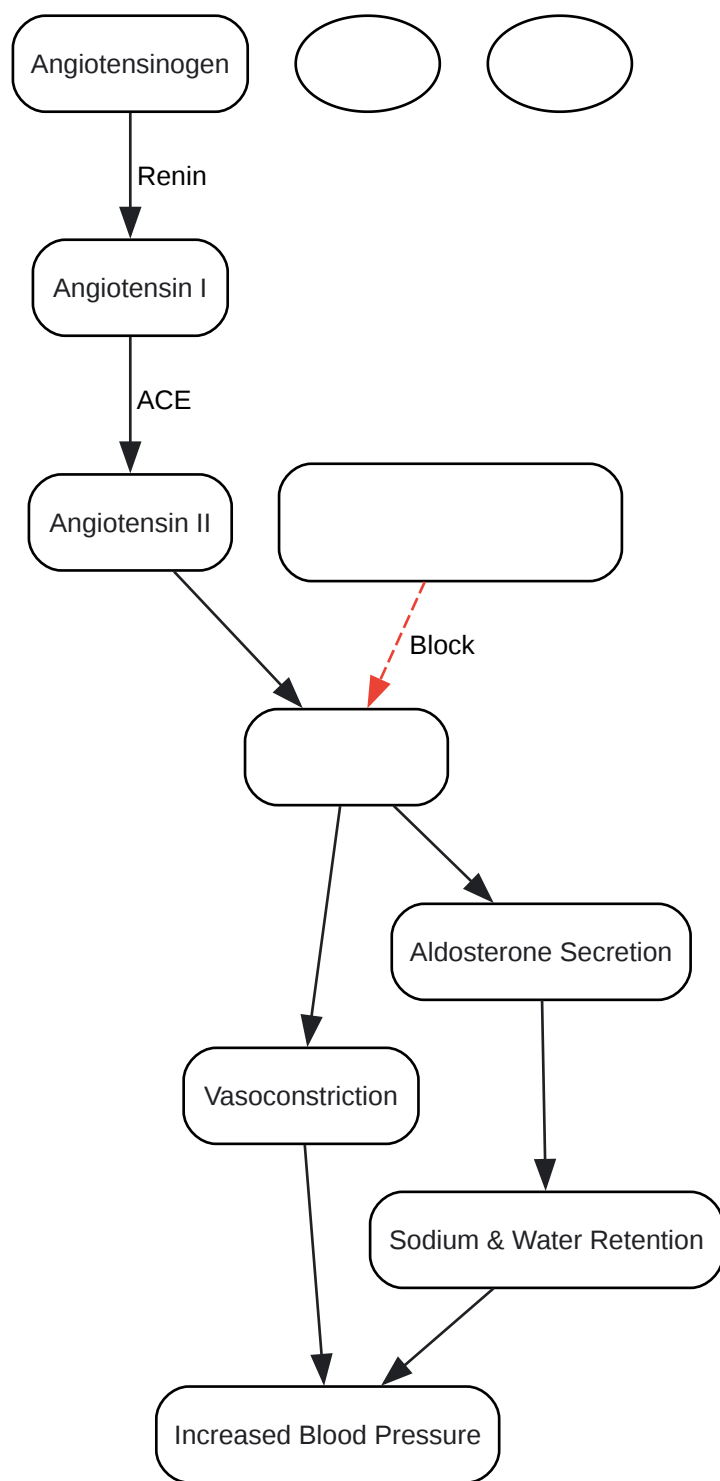 Angiotensinogen
Renin
Angiotensin I
ACE
Angiotensin II
Block
Aldosterone Secretion
Vasoconstriction
Sodium & Water Retention
Increased Blood Pressure